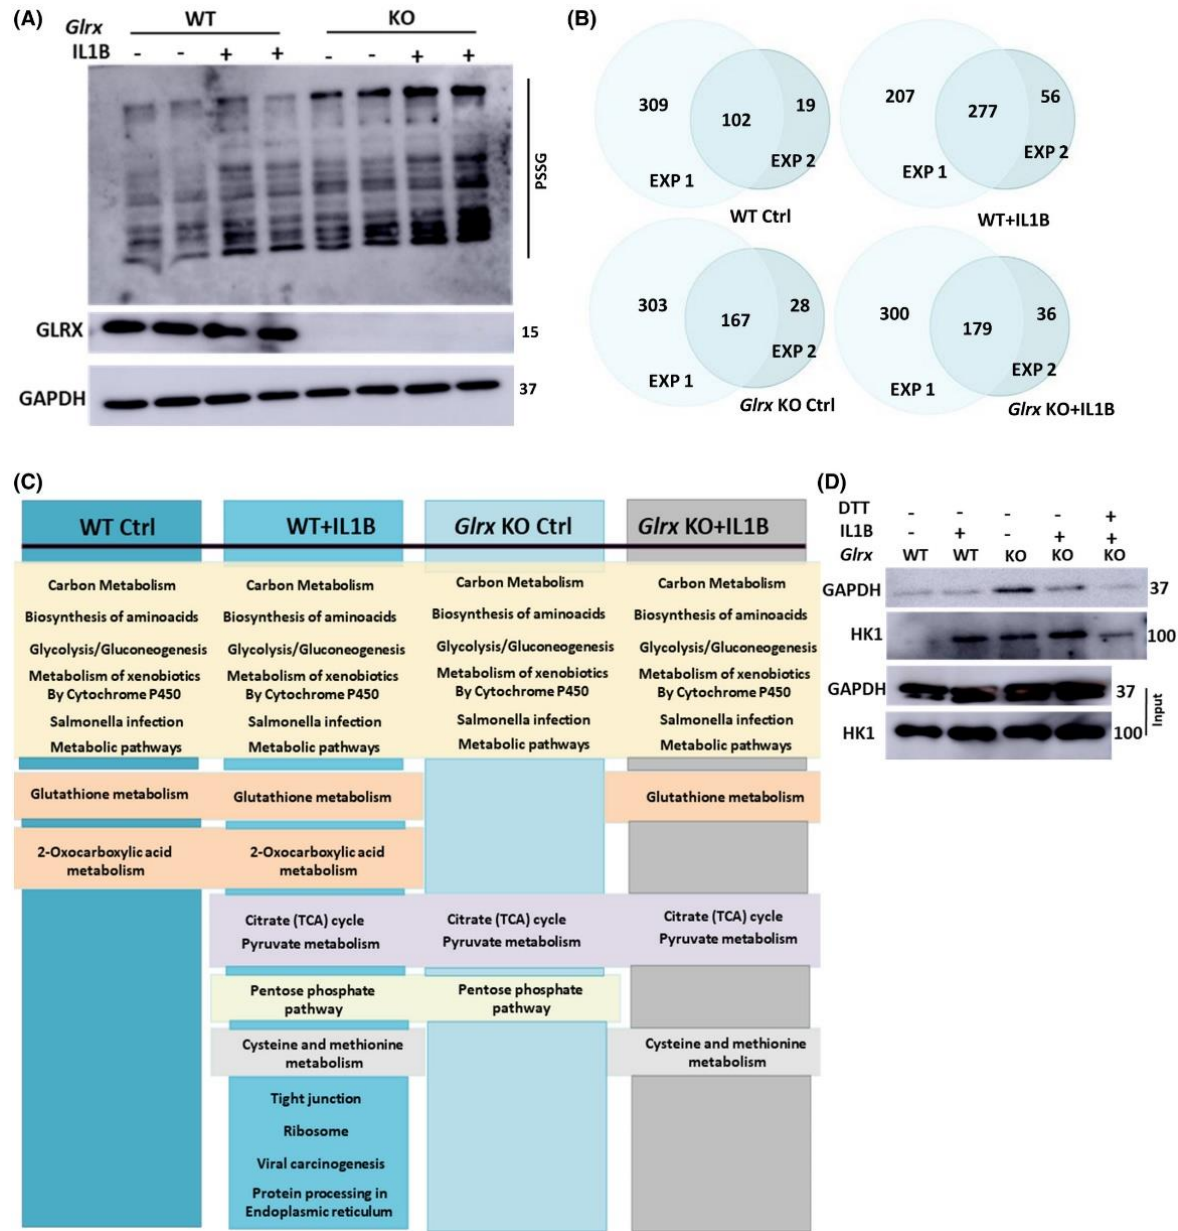 (A)
WT
KO
Glrx
IL1B - - + + - - + +
PSSG
GLRX
15
GAPDH
37
(B)
309
102
19
EXP 1
EXP 2
WT Ctrl
207
277
56
EXP 1
EXP 2
WT+IL1B
303
167
28
EXP 1
EXP 2
Glrx KO Ctrl
300
179
36
EXP 1
EXP 2
Glrx KO+IL1B
(C)
WT Ctrl
Carbon Metabolism
Biosynthesis of aminoacids
Glycolysis/Gluconeogenesis
Metabolism of xenobiotics
By Cytochrome P450
Salmonella infection
Metabolic pathways
Glutathione metabolism
2-Oxocarboxylic acid
metabolism
WT+IL1B
Carbon Metabolism
Biosynthesis of aminoacids
Glycolysis/Gluconeogenesis
Metabolism of xenobiotics
By Cytochrome P450
Salmonella infection
Metabolic pathways
Glutathione metabolism
2-Oxocarboxylic acid
metabolism
Citrate (TCA) cycle
Pyruvate metabolism
Pentose phosphate
pathway
Cysteine and methionine
metabolism
Tight junction
Ribosome
Viral carcinogenesis
Protein processing in
Endoplasmic reticulum
Glrx KO Ctrl
Carbon Metabolism
Biosynthesis of aminoacids
Glycolysis/Gluconeogenesis
Metabolism of xenobiotics
By Cytochrome P450
Salmonella infection
Metabolic pathways
Citrate (TCA) cycle
Pyruvate metabolism
Pentose phosphate
pathway
Glrx KO+IL1B
Carbon Metabolism
Biosynthesis of aminoacids
Glycolysis/Gluconeogenesis
Metabolism of xenobiotics
By Cytochrome P450
Salmonella infection
Metabolic pathways
Glutathione metabolism
Citrate (TCA) cycle
Pyruvate metabolism
Cysteine and methionine
metabolism
(D)
DTT - - - - +
IL1B - + - + +
Glrx WT WT KO KO KO
GAPDH 37
HK1 100
GAPDH 37
HK1 100
Input